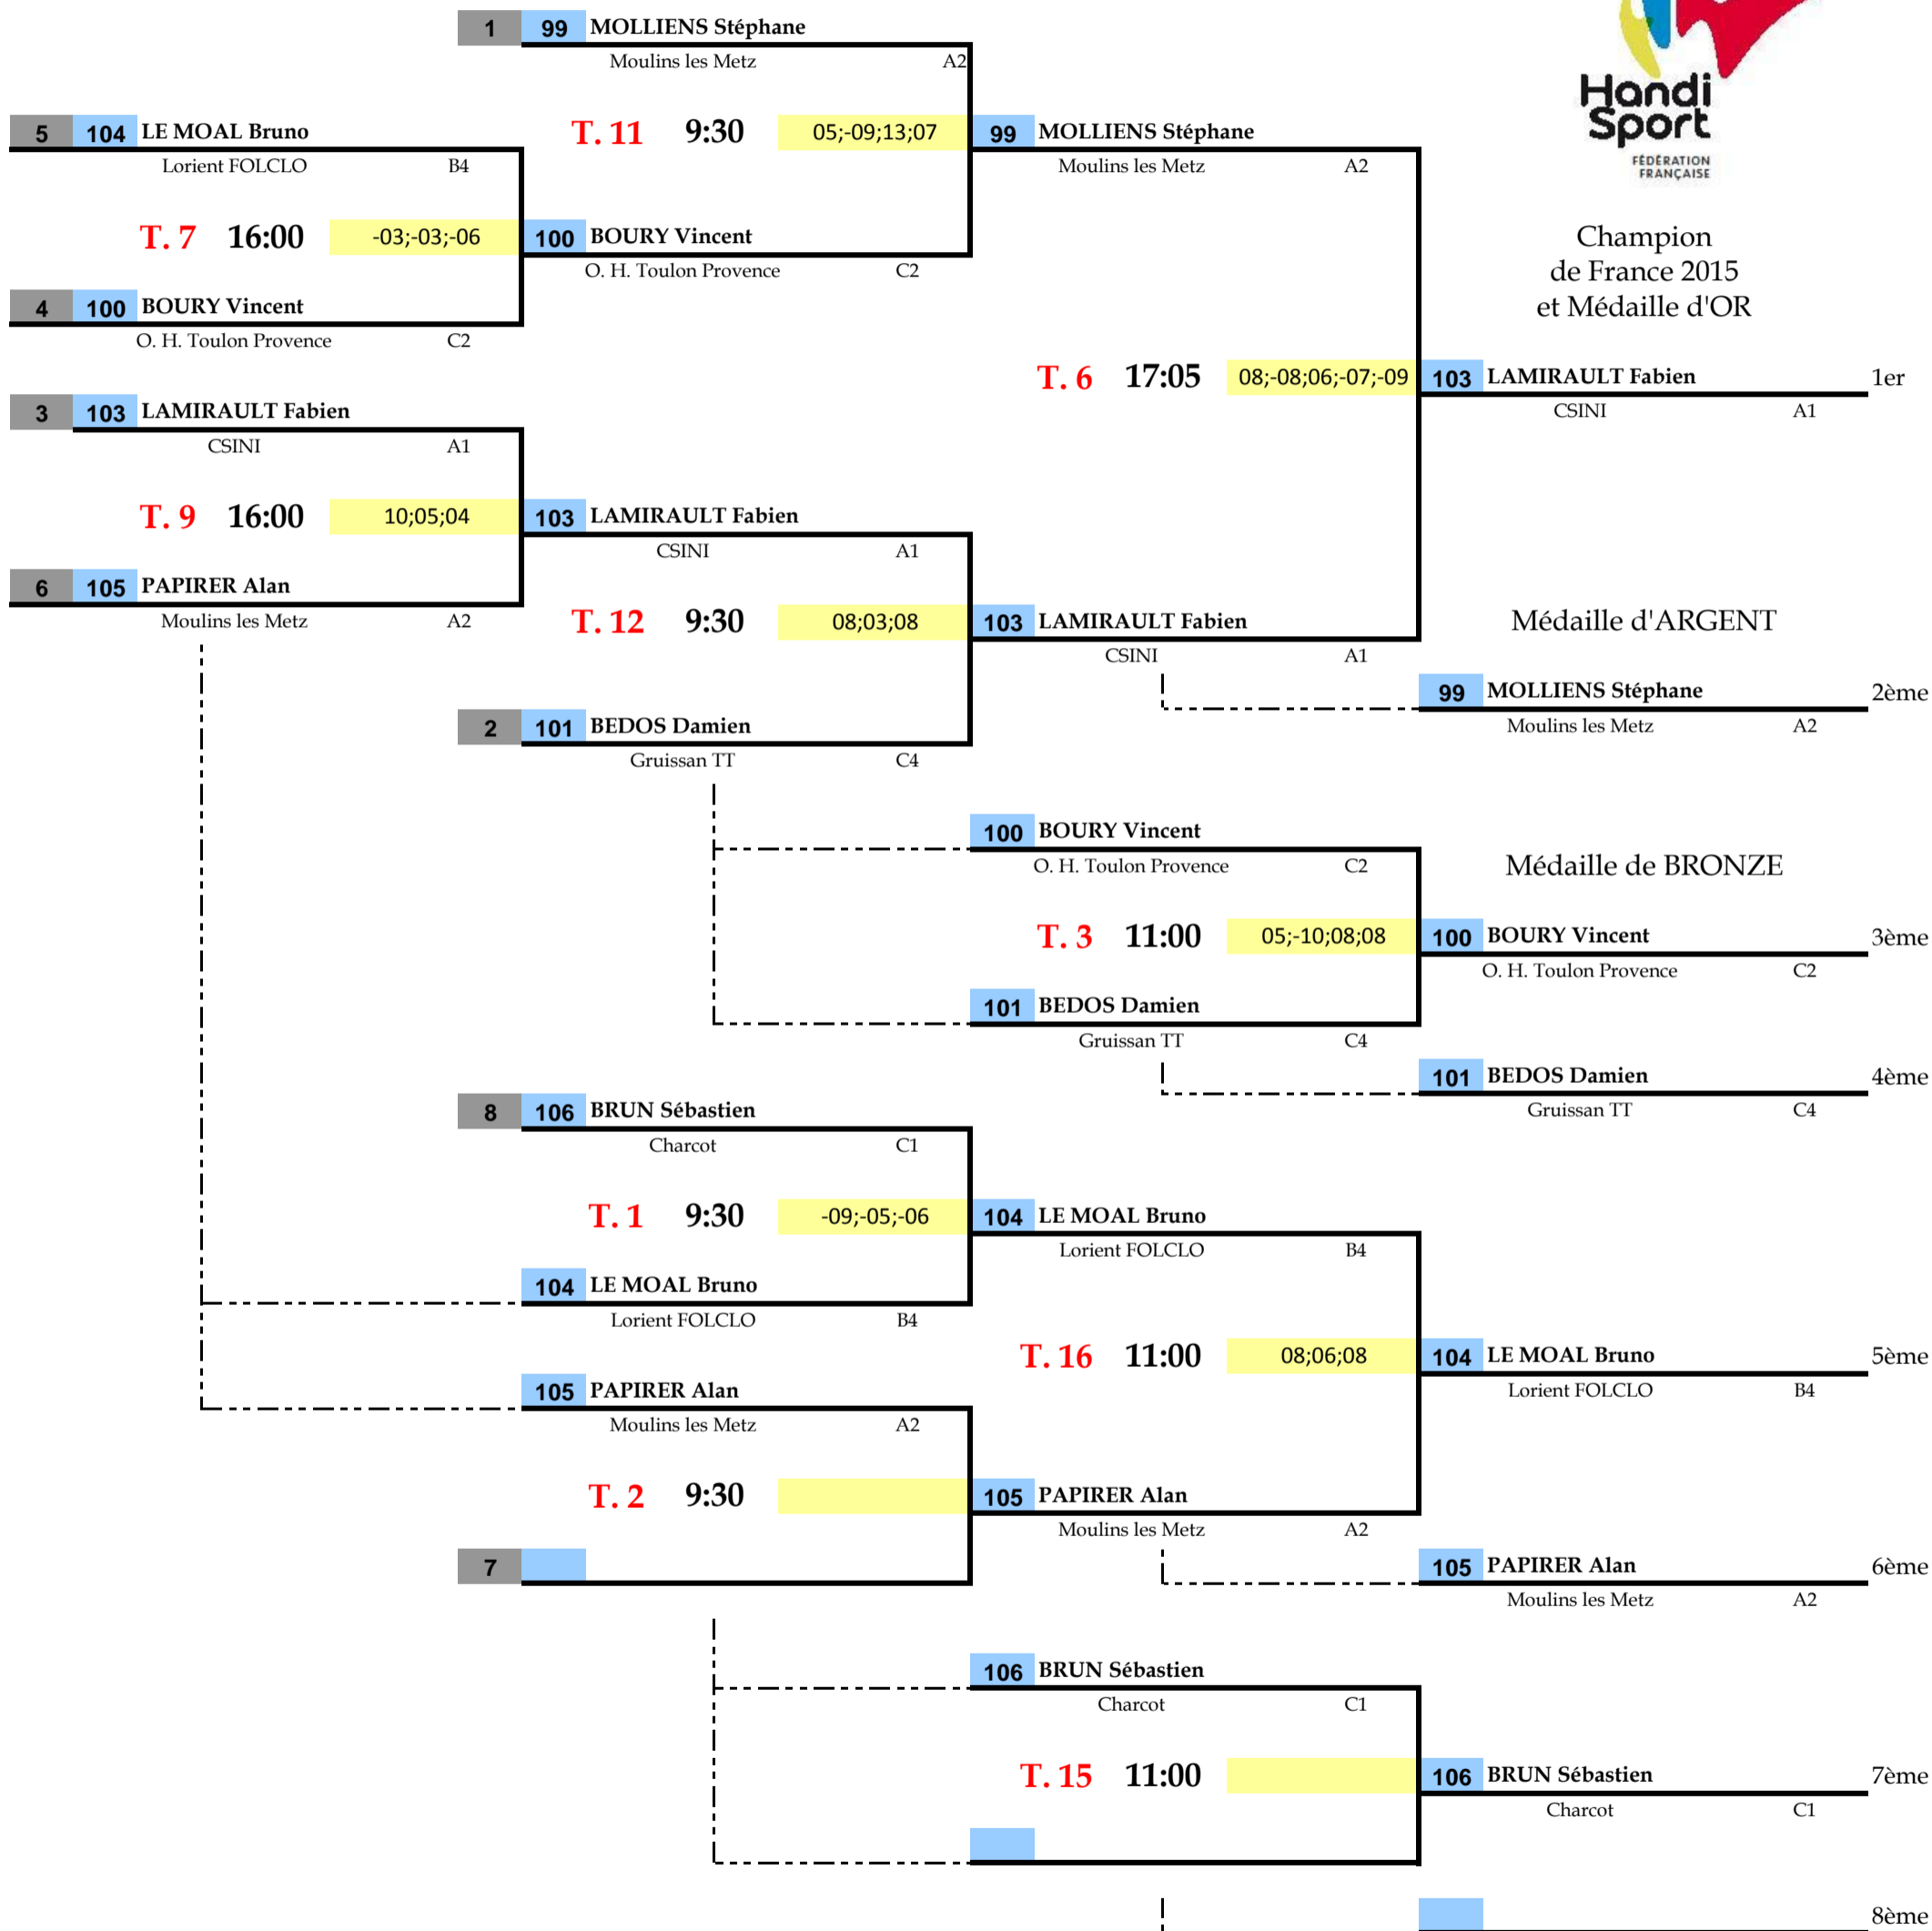 1 99 MOLLIENS Stéphane
Moulins les Metz A2
Handi
Sport
FÉDÉRATION
FRANÇAISE
5 104 LE MOAL Bruno
Lorient FOLCLO B4
T. 11 9:30 05;-09;13;07
99 MOLLIENS Stéphane
Moulins les Metz A2
T. 7 16:00 -03;-03;-06
100 BOURY Vincent
O. H. Toulon Provence C2
Champion
de France 2015
et Médaille d'OR
4 100 BOURY Vincent
O. H. Toulon Provence C2
T. 6 17:05 08;-08;06;-07;-09
103 LAMIRAULT Fabien 1er
CSINI A1
3 103 LAMIRAULT Fabien
CSINI A1
T. 9 16:00 10;05;04
103 LAMIRAULT Fabien
CSINI A1
6 105 PAPIRER Alan
Moulins les Metz A2
T. 12 9:30 08;03;08
103 LAMIRAULT Fabien
CSINI A1
Médaille d'ARGENT
99 MOLLIENS Stéphane 2ème
Moulins les Metz A2
2 101 BEDOS Damien
Gruissan TT C4
100 BOURY Vincent
O. H. Toulon Provence C2
Médaille de BRONZE
T. 3 11:00 05;-10;08;08
100 BOURY Vincent 3ème
O. H. Toulon Provence C2
101 BEDOS Damien
Gruissan TT C4
101 BEDOS Damien 4ème
Gruissan TT C4
8 106 BRUN Sébastien
Charcot C1
T. 1 9:30 -09;-05;-06
104 LE MOAL Bruno
Lorient FOLCLO B4
104 LE MOAL Bruno
Lorient FOLCLO B4
T. 16 11:00 08;06;08
104 LE MOAL Bruno 5ème
Lorient FOLCLO B4
105 PAPIRER Alan
Moulins les Metz A2
T. 2 9:30
105 PAPIRER Alan
Moulins les Metz A2
7
105 PAPIRER Alan 6ème
Moulins les Metz A2
106 BRUN Sébastien
Charcot C1
T. 15 11:00
106 BRUN Sébastien 7ème
Charcot C1
8ème